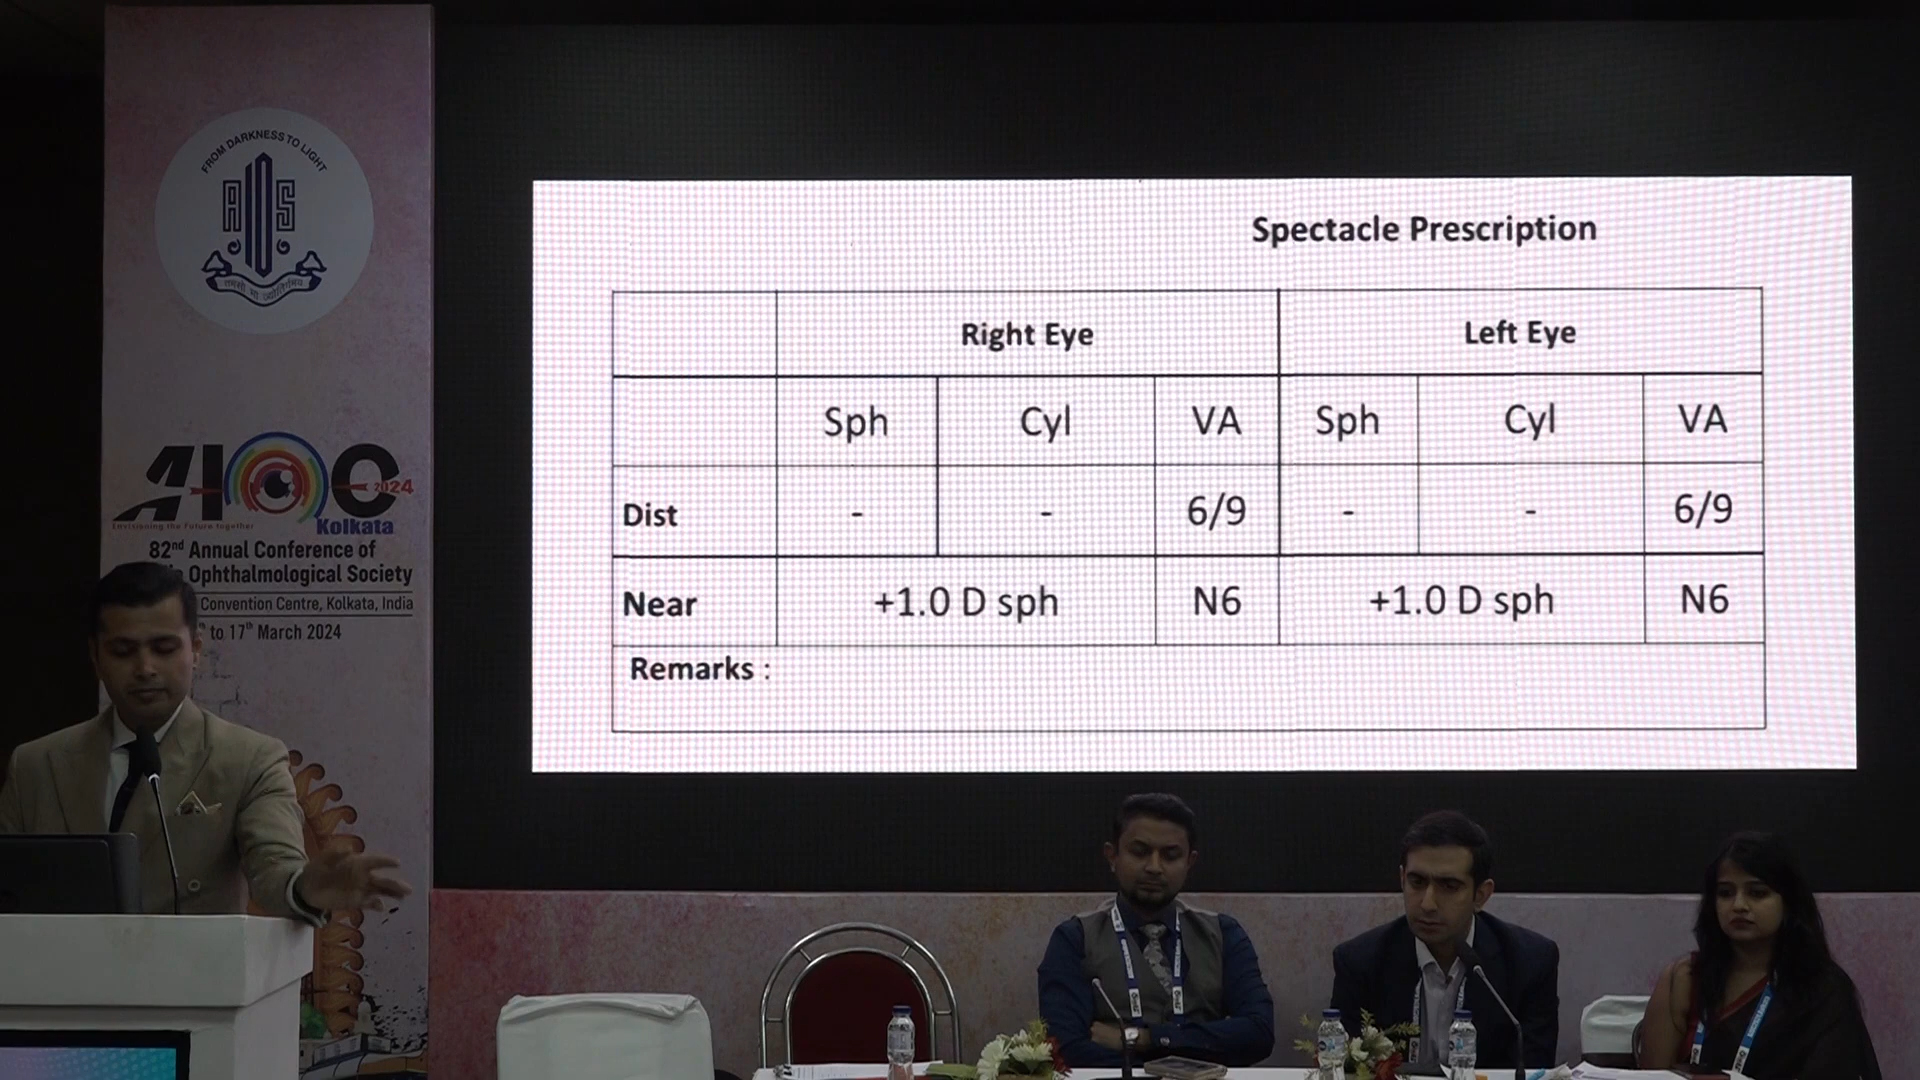 FROM DARKNESS TO LIGHT
AIOS
तमसो मा ज्योतिर्गमय
AIOC
2024
Envisioning the Future together
Kolkata
82nd Annual Conference of
Ophthalmological Society
Convention Centre, Kolkata, India
to 17th March 2024
Spectacle Prescription
Right Eye Left Eye
Sph Cyl VA Sph Cyl VA
Dist - - 6/9 - - 6/9
Near +1.0 D sph N6 +1.0 D sph N6
Remarks :